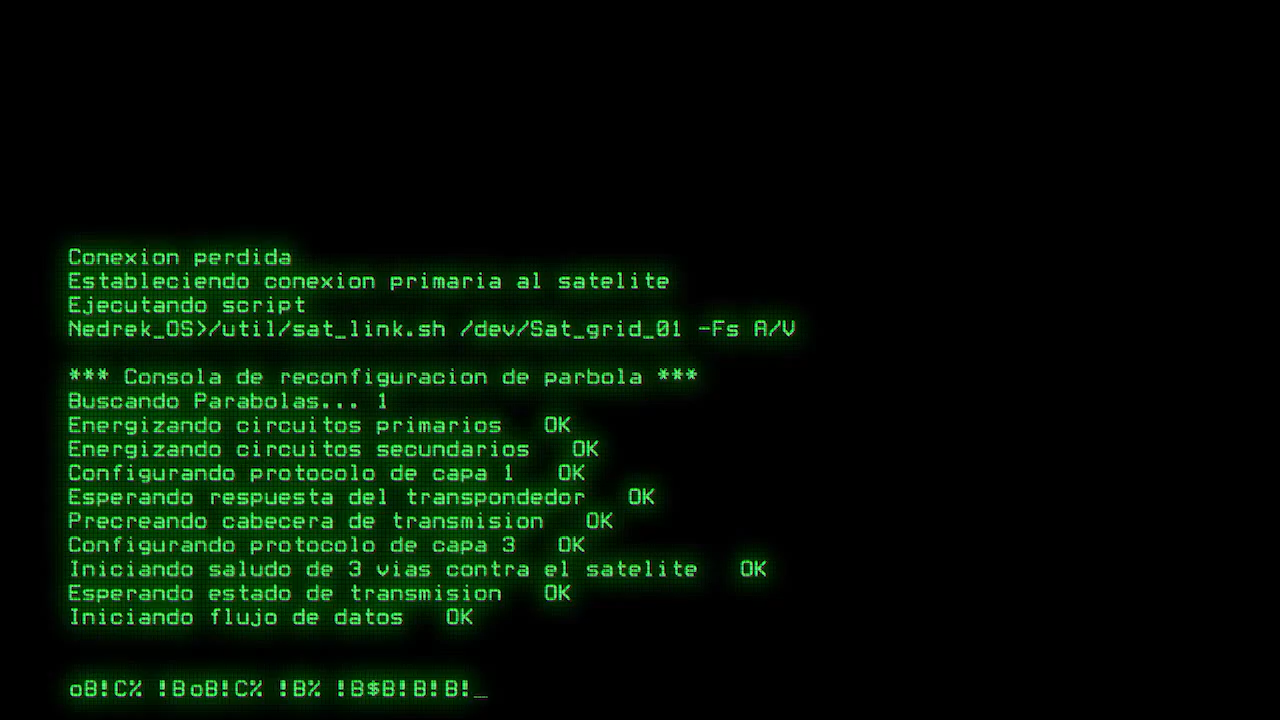 Conexion perdida
Estableciendo conexion primaria al satelite
Ejecutando script
Nedrek_OS>/util/sat_link.sh /dev/Sat_grid_01 -Fs A/V
*** Consola de reconfiguracion de parbola ***
Buscando Parabolas... 1
Energizando circuitos primarios OK
Energizando circuitos secundarios OK
Configurando protocolo de capa 1 OK
Esperando respuesta del transpondedor OK
Precreando cabecera de transmision OK
Configurando protocolo de capa 3 OK
Iniciando saludo de 3 vias contra el satelite OK
Esperando estado de transmision OK
Iniciando flujo de datos OK
oB!C% !BoB!C% !B% !B$B!B!B!_